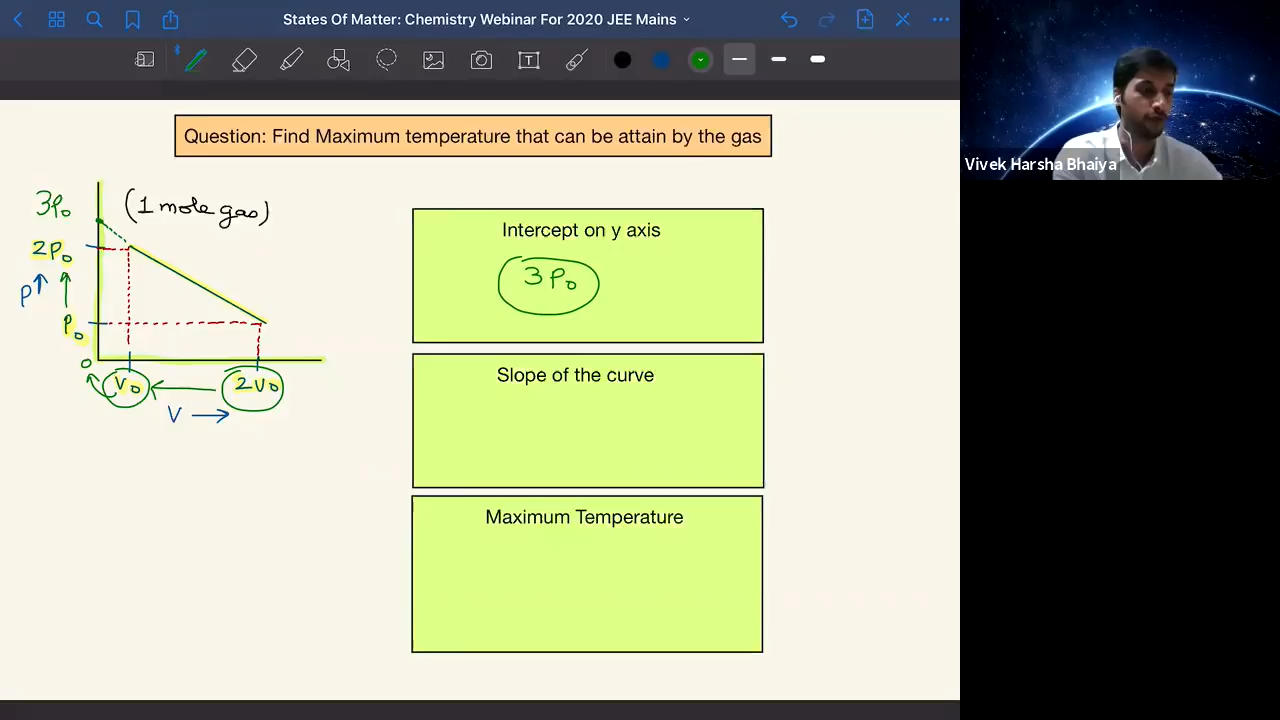 States Of Matter: Chemistry Webinar For 2020 JEE Mains
T
Vivek Harsha Bhaiya
Question: Find Maximum temperature that can be attain by the gas
3P₀
(1 mole gas)
2P₀
P
P₀
0
V₀
2V₀
V
Intercept on y axis
3P₀
Slope of the curve
Maximum Temperature